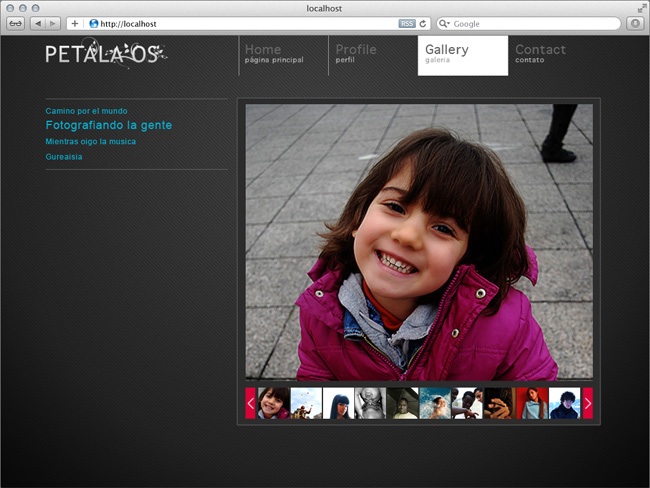 localhost
http://localhost
RSS
Google
PETALA OS
Home
página principal
Profile
perfil
Gallery
galeria
Contact
contato
Camino por el mundo
Fotografiando la gente
Mientras oigo la musica
Gureaisia